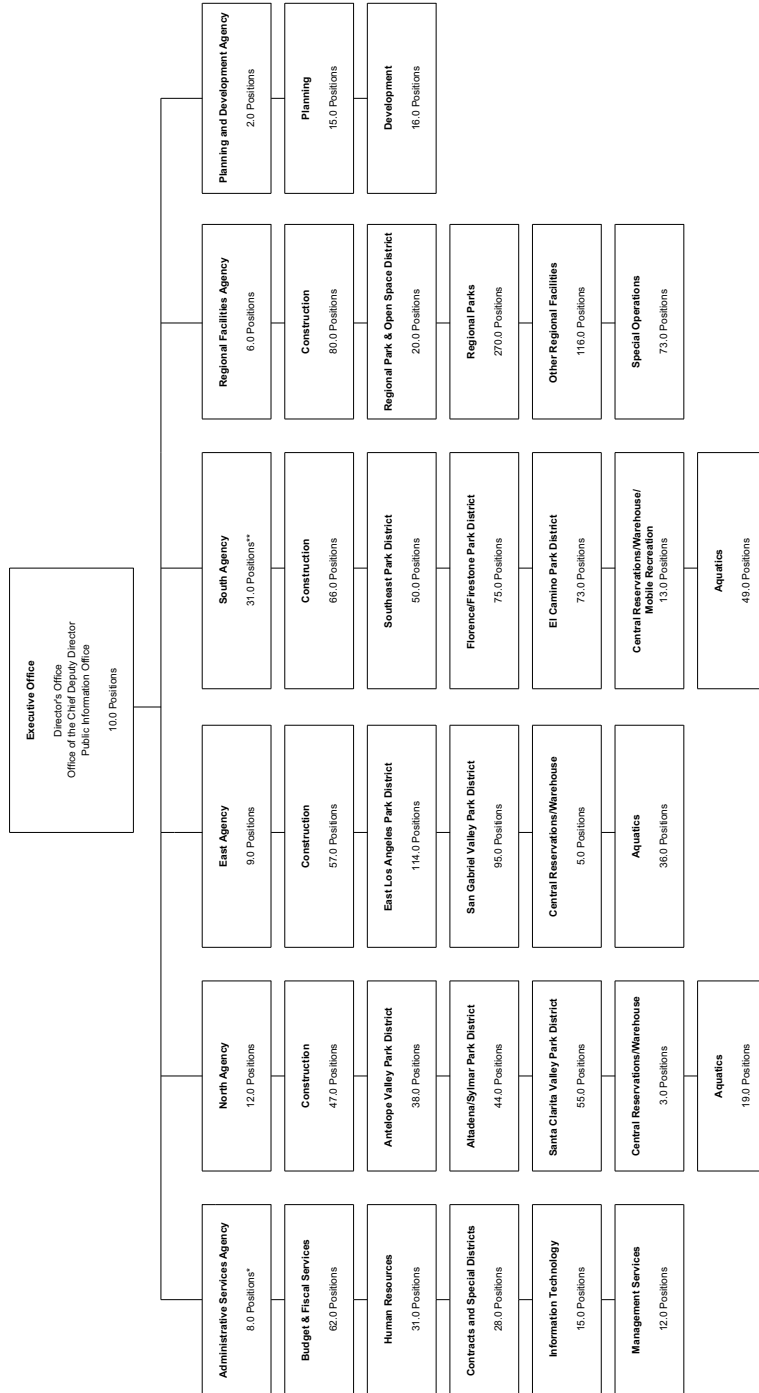 Executive Office
Director's Office
Office of the Chief Deputy Director
Public Information Office
10.0 Positions
Administrative Services Agency
8.0 Positions*
Budget & Fiscal Services
62.0 Positions
Human Resources
31.0 Positions
Contracts and Special Districts
28.0 Positions
Information Technology
15.0 Positions
Management Services
12.0 Positions
North Agency
12.0 Positions
Construction
47.0 Positions
Antelope Valley Park District
38.0 Positions
Altadena/Sylmar Park District
44.0 Positions
Santa Clarita Valley Park District
55.0 Positions
Central Reservations/Warehouse
3.0 Positions
Aquatics
19.0 Positions
East Agency
9.0 Positions
Construction
57.0 Positions
East Los Angeles Park District
114.0 Positions
San Gabriel Valley Park District
95.0 Positions
Central Reservations/Warehouse
5.0 Positions
Aquatics
36.0 Positions
South Agency
31.0 Positions**
Construction
66.0 Positions
Southeast Park District
50.0 Positions
Florence/Firestone Park District
75.0 Positions
El Camino Park District
73.0 Positions
Central Reservations/Warehouse/
Mobile Recreation
13.0 Positions
Aquatics
49.0 Positions
Regional Facilities Agency
6.0 Positions
Construction
80.0 Positions
Regional Park & Open Space District
20.0 Positions
Regional Parks
270.0 Positions
Other Regional Facilities
116.0 Positions
Special Operations
73.0 Positions
Planning and Development Agency
2.0 Positions
Planning
15.0 Positions
Development
16.0 Positions